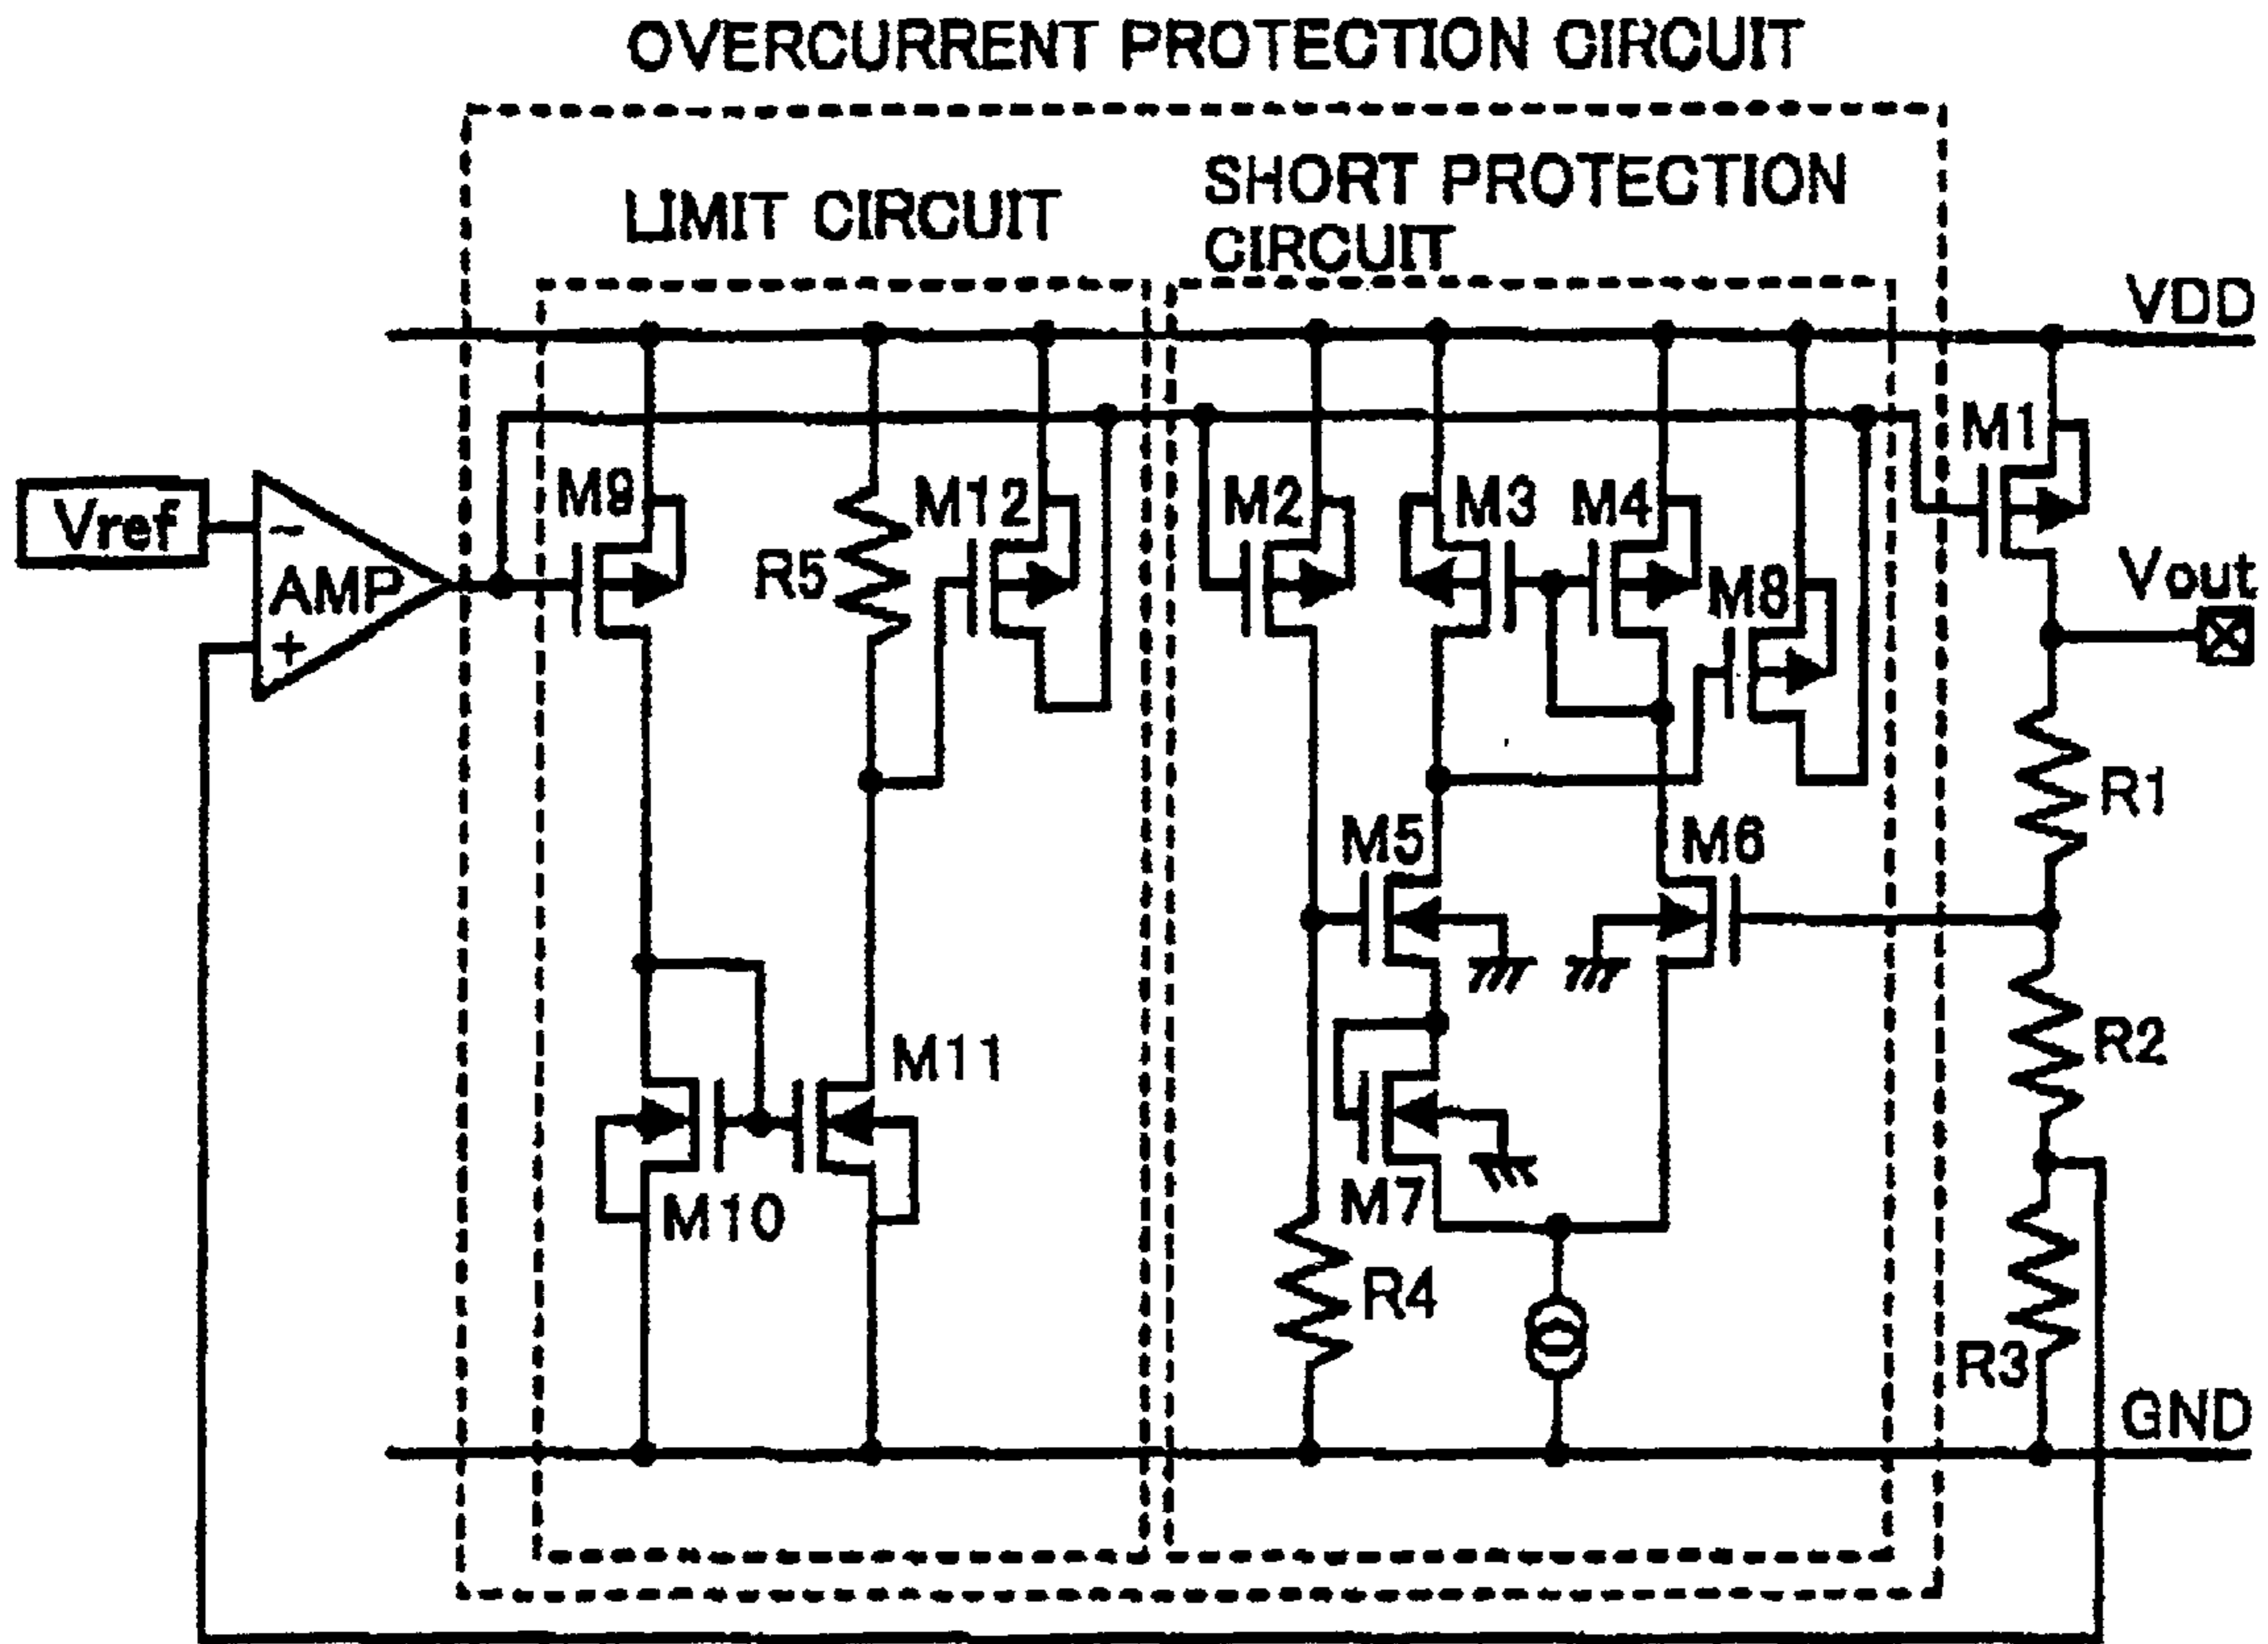 OVERCURRENT PROTECTION CIRCUIT
LIMIT CIRCUIT
SHORT PROTECTION
CIRCUIT
VDD
M1
M9
M12
M2
M3
M4
Vref
-
AMP
+
R5
M8
Vout
R1
M5
M6
M11
R2
M10
M7
R4
R3
GND